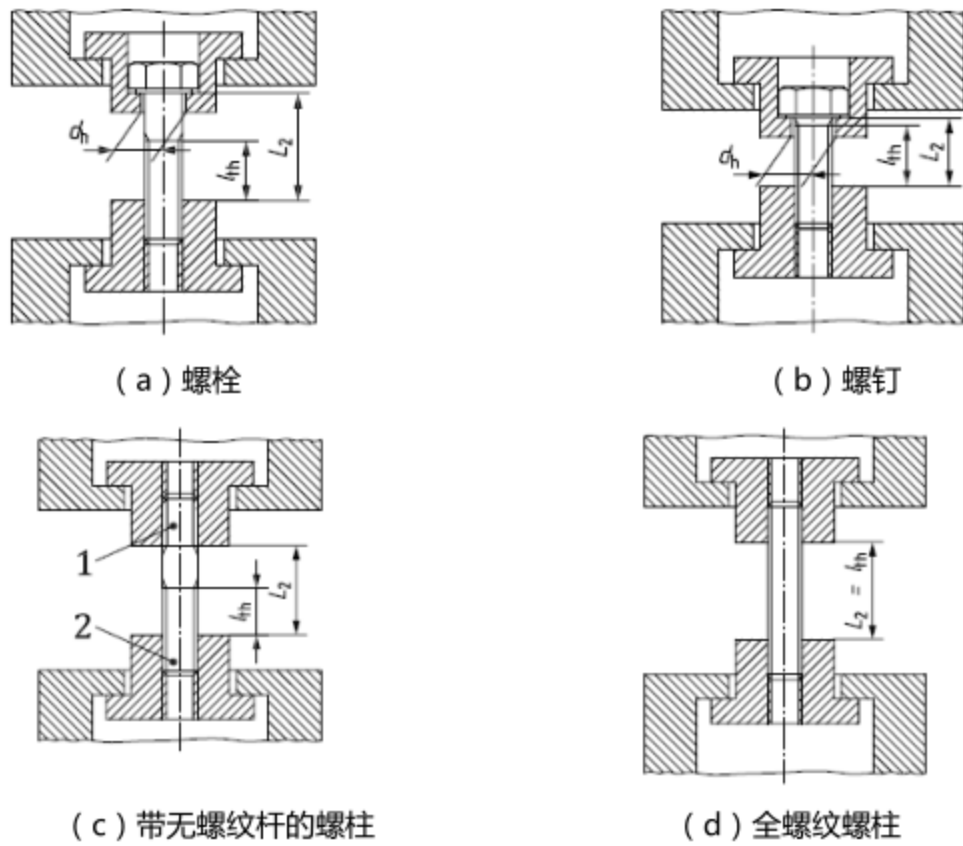 dh
lth
L2
dh
lth
L2
（a）螺栓
（b）螺钉
1
2
lth
L2
L2 = lth
（c）带无螺纹杆的螺柱
（d）全螺纹螺柱